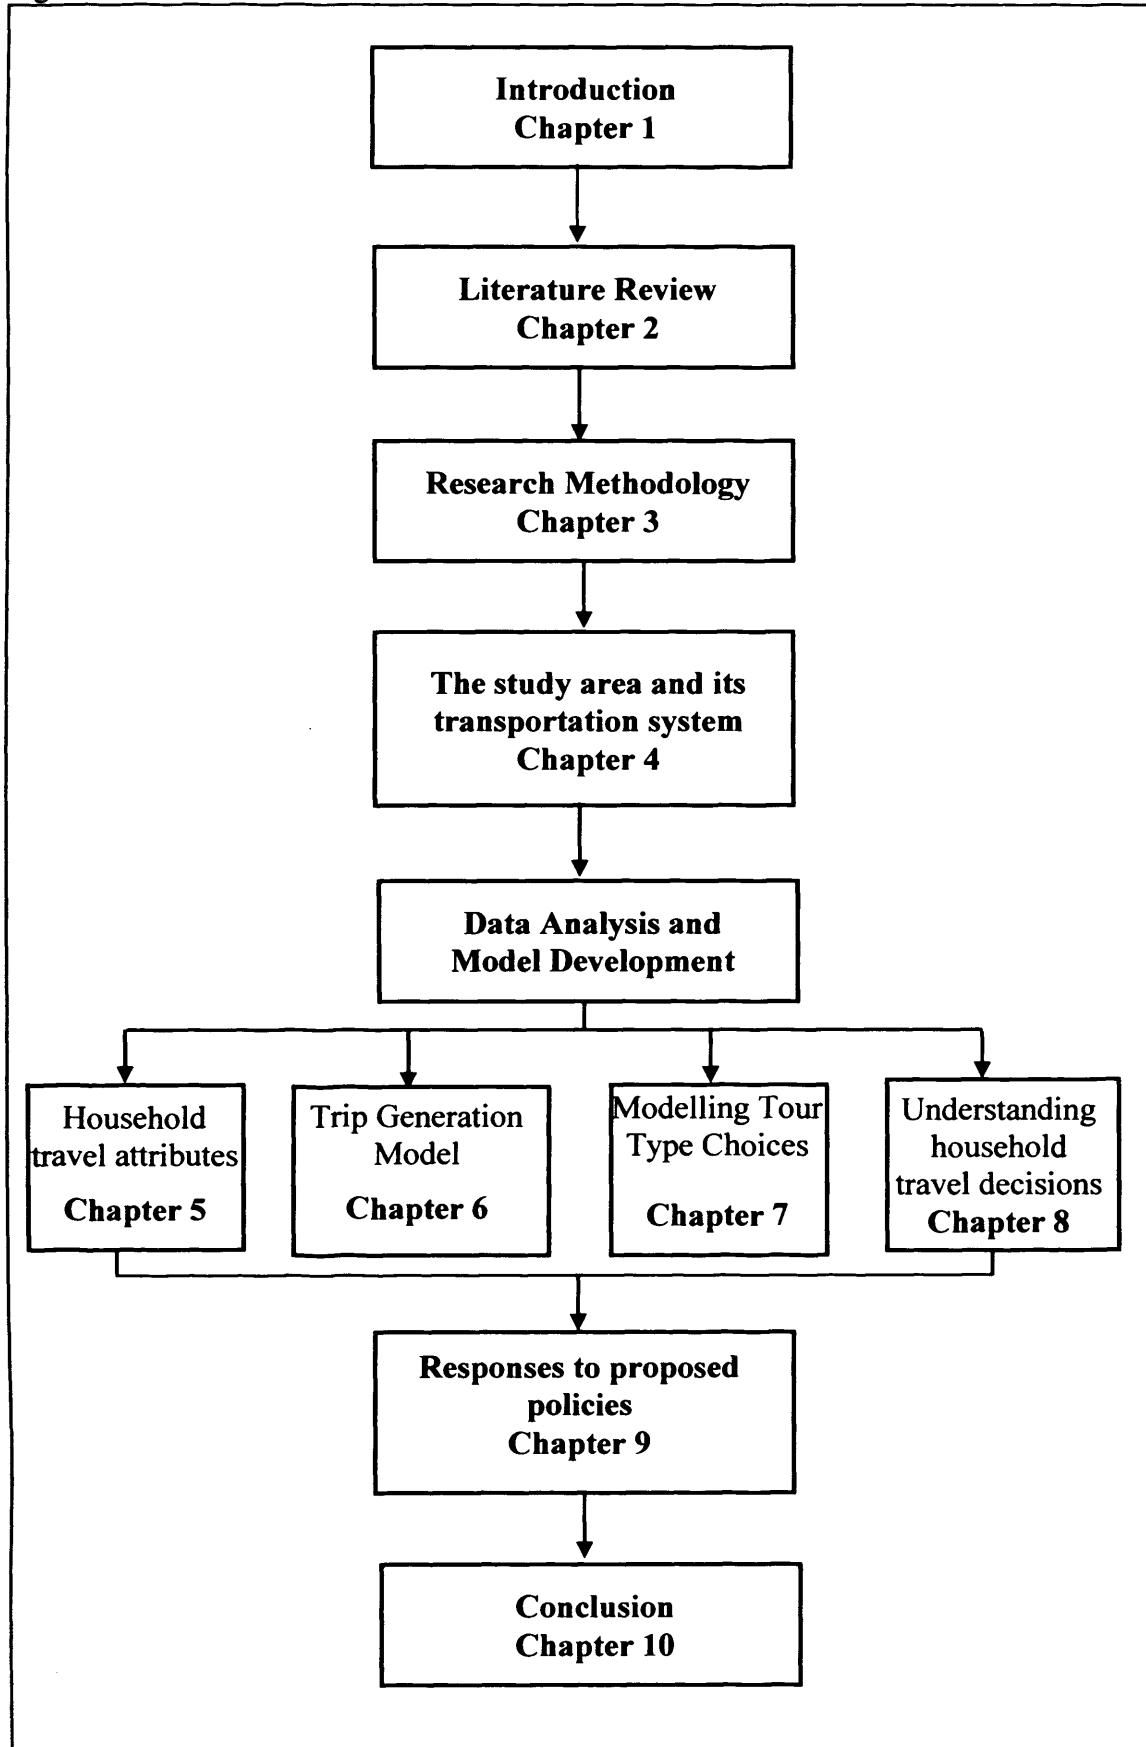 Introduction
Chapter 1
Literature Review
Chapter 2
Research Methodology
Chapter 3
The study area and its
transportation system
Chapter 4
Data Analysis and
Model Development
Household
travel attributes
Chapter 5
Trip Generation
Model
Chapter 6
Modelling Tour
Type Choices
Chapter 7
Understanding
household
travel decisions
Chapter 8
Responses to proposed
policies
Chapter 9
Conclusion
Chapter 10